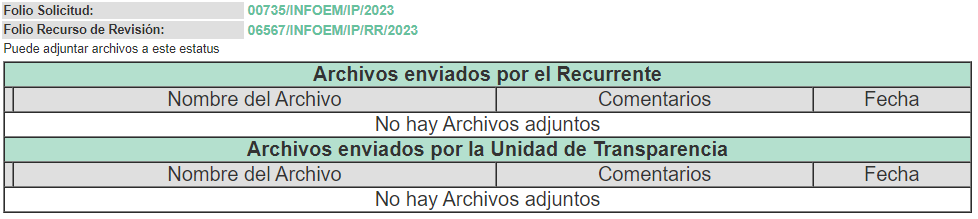 Folio Solicitud: 00735/INFOEM/IP/2023
Folio Recurso de Revisión: 06567/INFOEM/IP/RR/2023
Puede adjuntar archivos a este estatus
Archivos enviados por el Recurrente
Nombre del Archivo Comentarios Fecha
No hay Archivos adjuntos
Archivos enviados por la Unidad de Transparencia
Nombre del Archivo Comentarios Fecha
No hay Archivos adjuntos